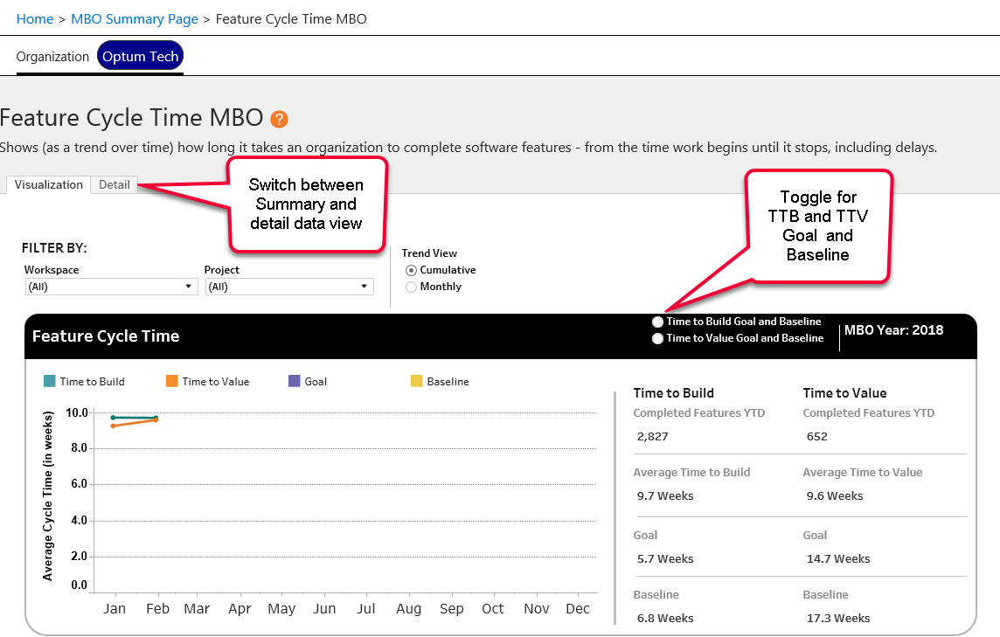 Home > MBO Summary Page > Feature Cycle Time MBO
Organization Optum Tech
Feature Cycle Time MBO ?
Shows (as a trend over time) how long it takes an organization to complete software features - from the time work begins until it stops, including delays.
Visualization Detail
Switch between
Summary and
detail data view
Toggle for
TTB and TTV
Goal and
Baseline
FILTER BY:
Workspace
(All)
Project
(All)
Trend View
Cumulative
Monthly
Feature Cycle Time
Time to Build Goal and Baseline
Time to Value Goal and Baseline
MBO Year: 2018
Time to Build Time to Value Goal Baseline
Average Cycle Time (in weeks)
10.0
8.0
6.0
4.0
2.0
0.0
Jan Feb Mar Apr May Jun Jul Aug Sep Oct Nov Dec
Time to Build Time to Value
Completed Features YTD Completed Features YTD
2,827 652
Average Time to Build Average Time to Value
9.7 Weeks 9.6 Weeks
Goal Goal
5.7 Weeks 14.7 Weeks
Baseline Baseline
6.8 Weeks 17.3 Weeks